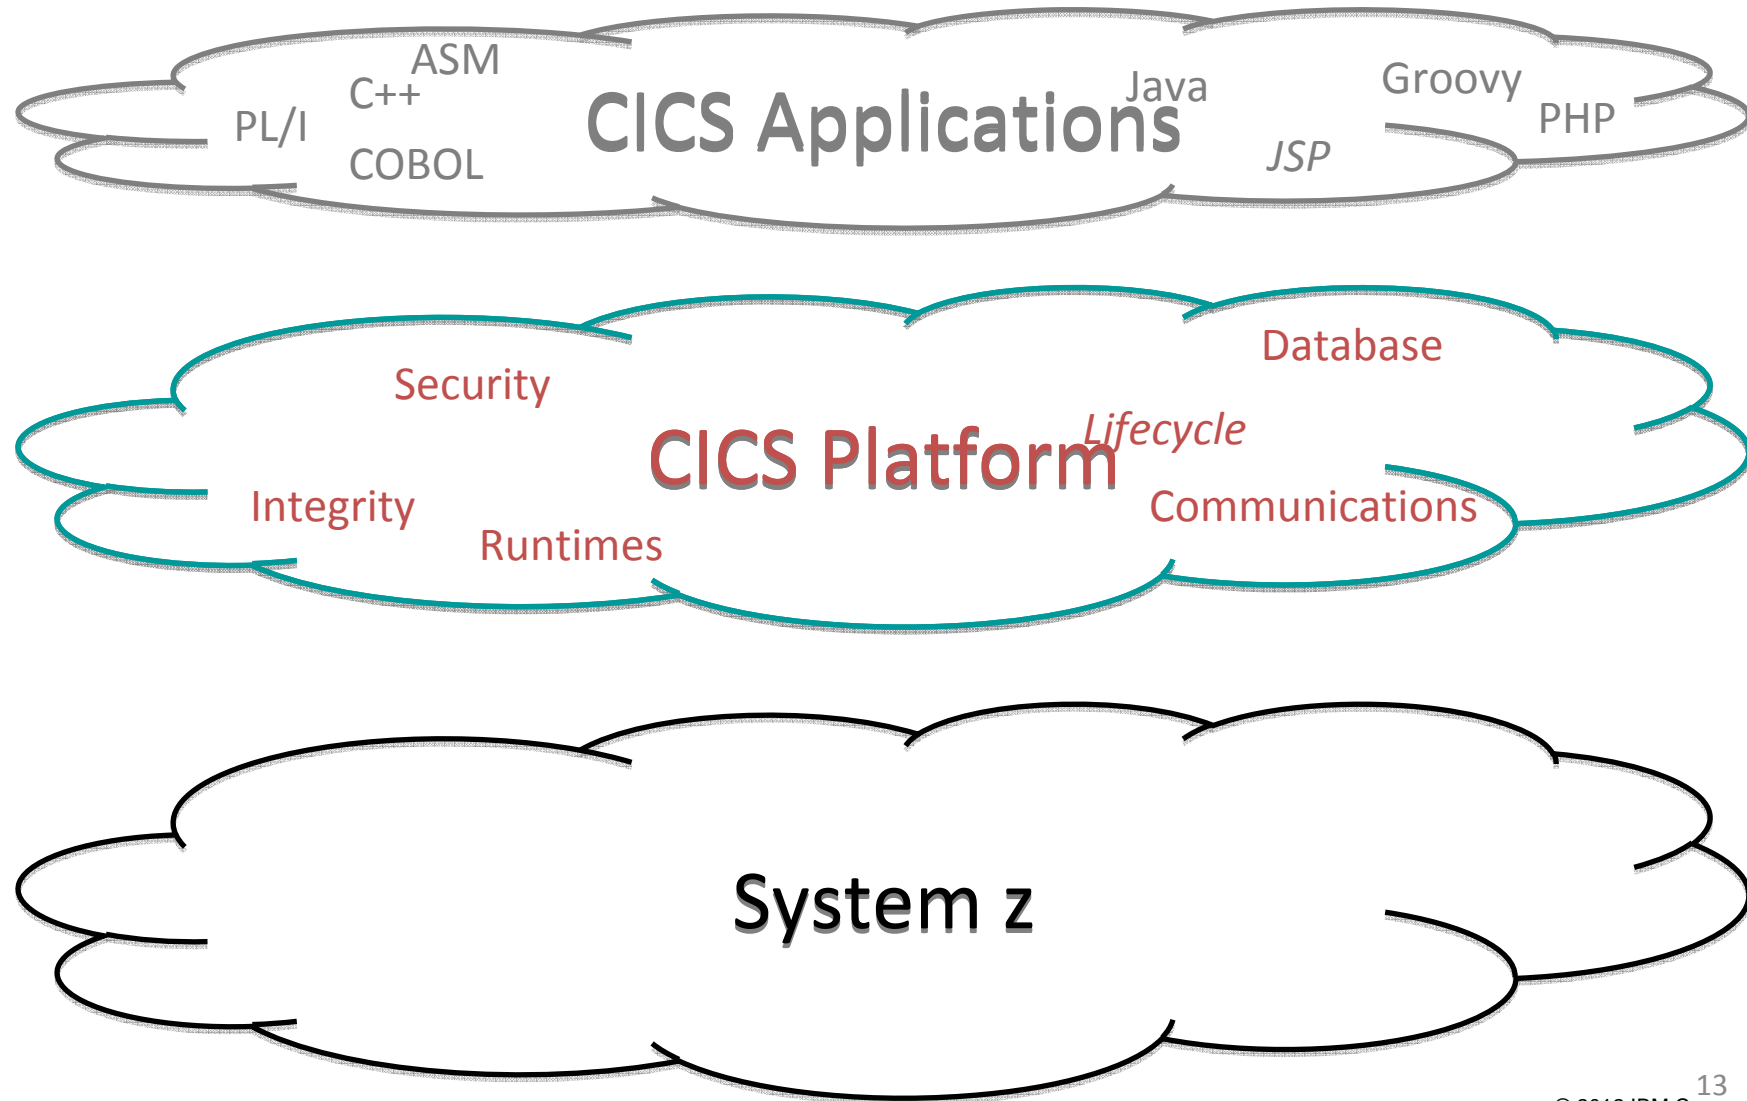 ASM
C++
PL/I
COBOL
CICS Applications
Java
Groovy
PHP
JSP
Security
Database
Lifecycle
CICS Platform
Integrity
Runtimes
Communications
System z
13
IBM